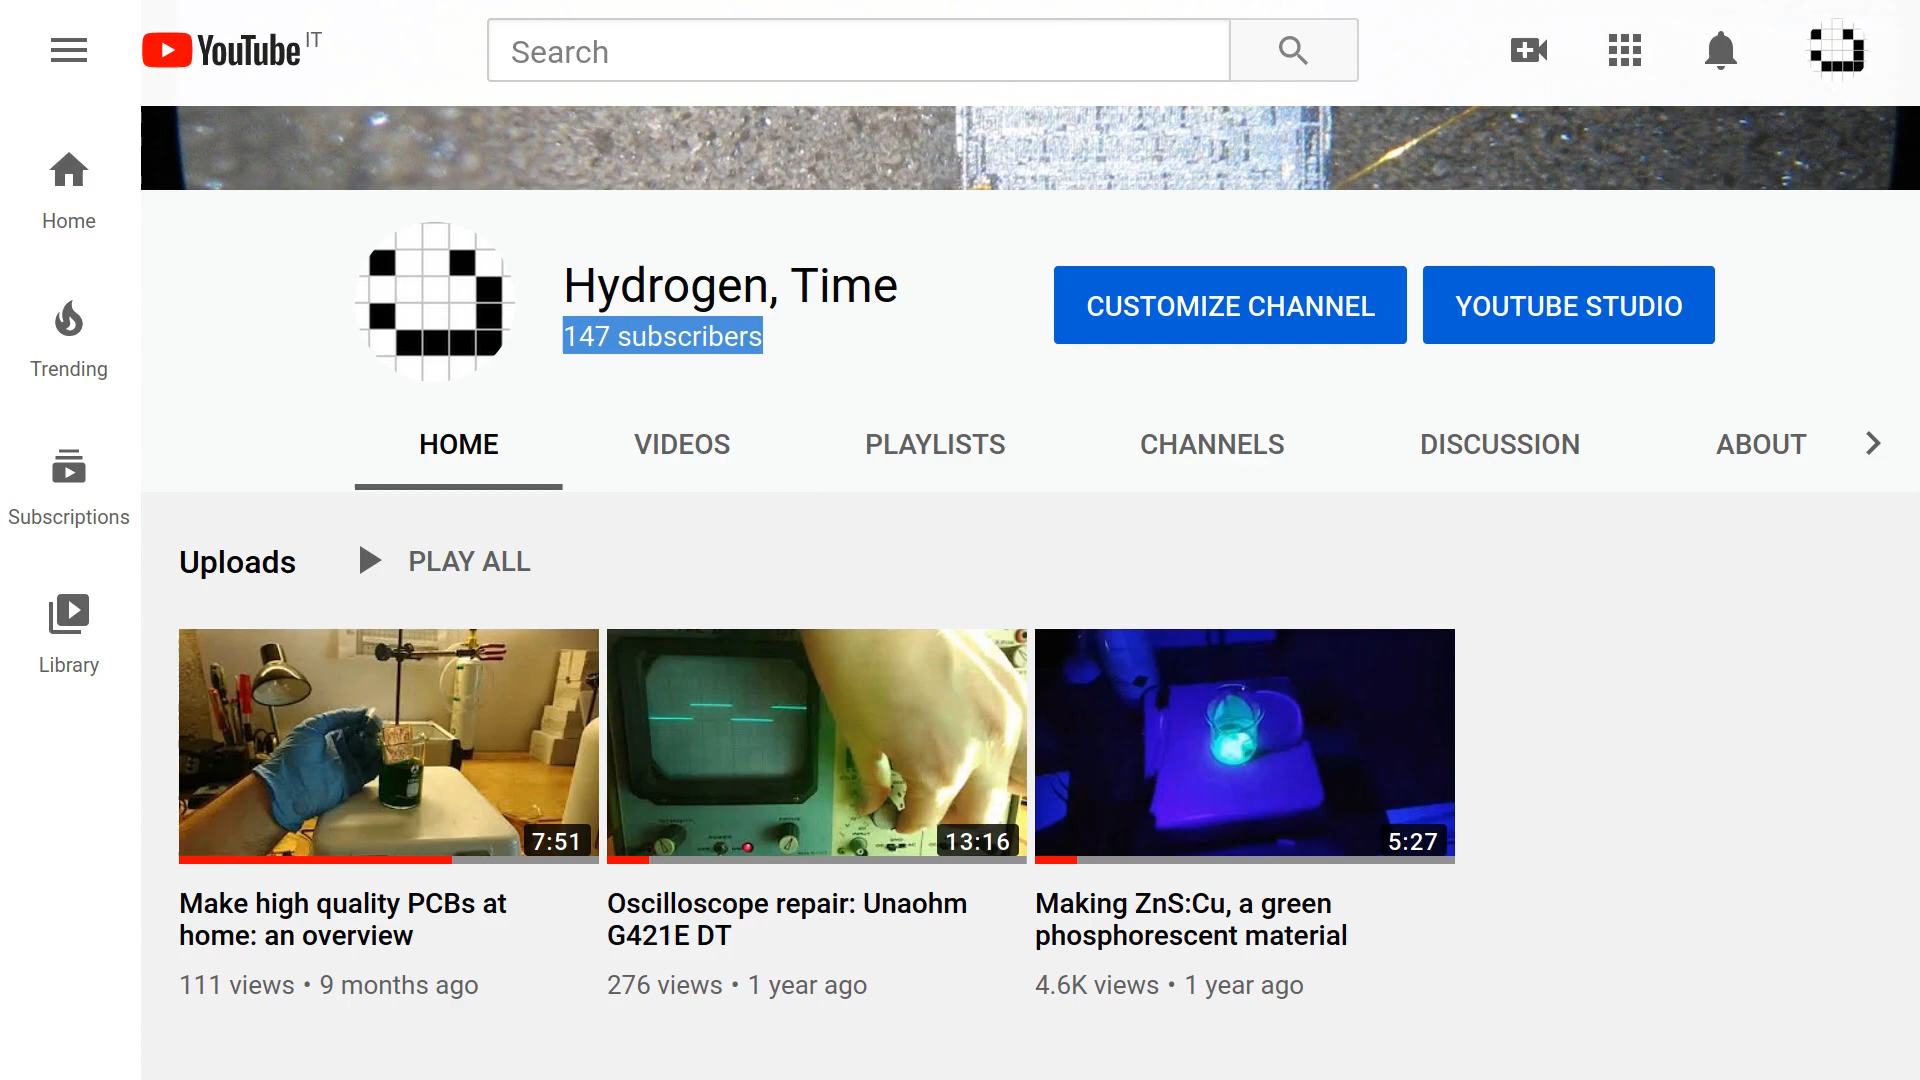 YouTube IT
Search
Home
Trending
Subscriptions
Library
Hydrogen, Time
147 subscribers
CUSTOMIZE CHANNEL
YOUTUBE STUDIO
HOME VIDEOS PLAYLISTS CHANNELS DISCUSSION ABOUT
Uploads PLAY ALL
7:51
13:16
5:27
Make high quality PCBs at
home: an overview
111 views • 9 months ago
Oscilloscope repair: Unaohm
G421E DT
276 views • 1 year ago
Making ZnS:Cu, a green
phosphorescent material
4.6K views • 1 year ago